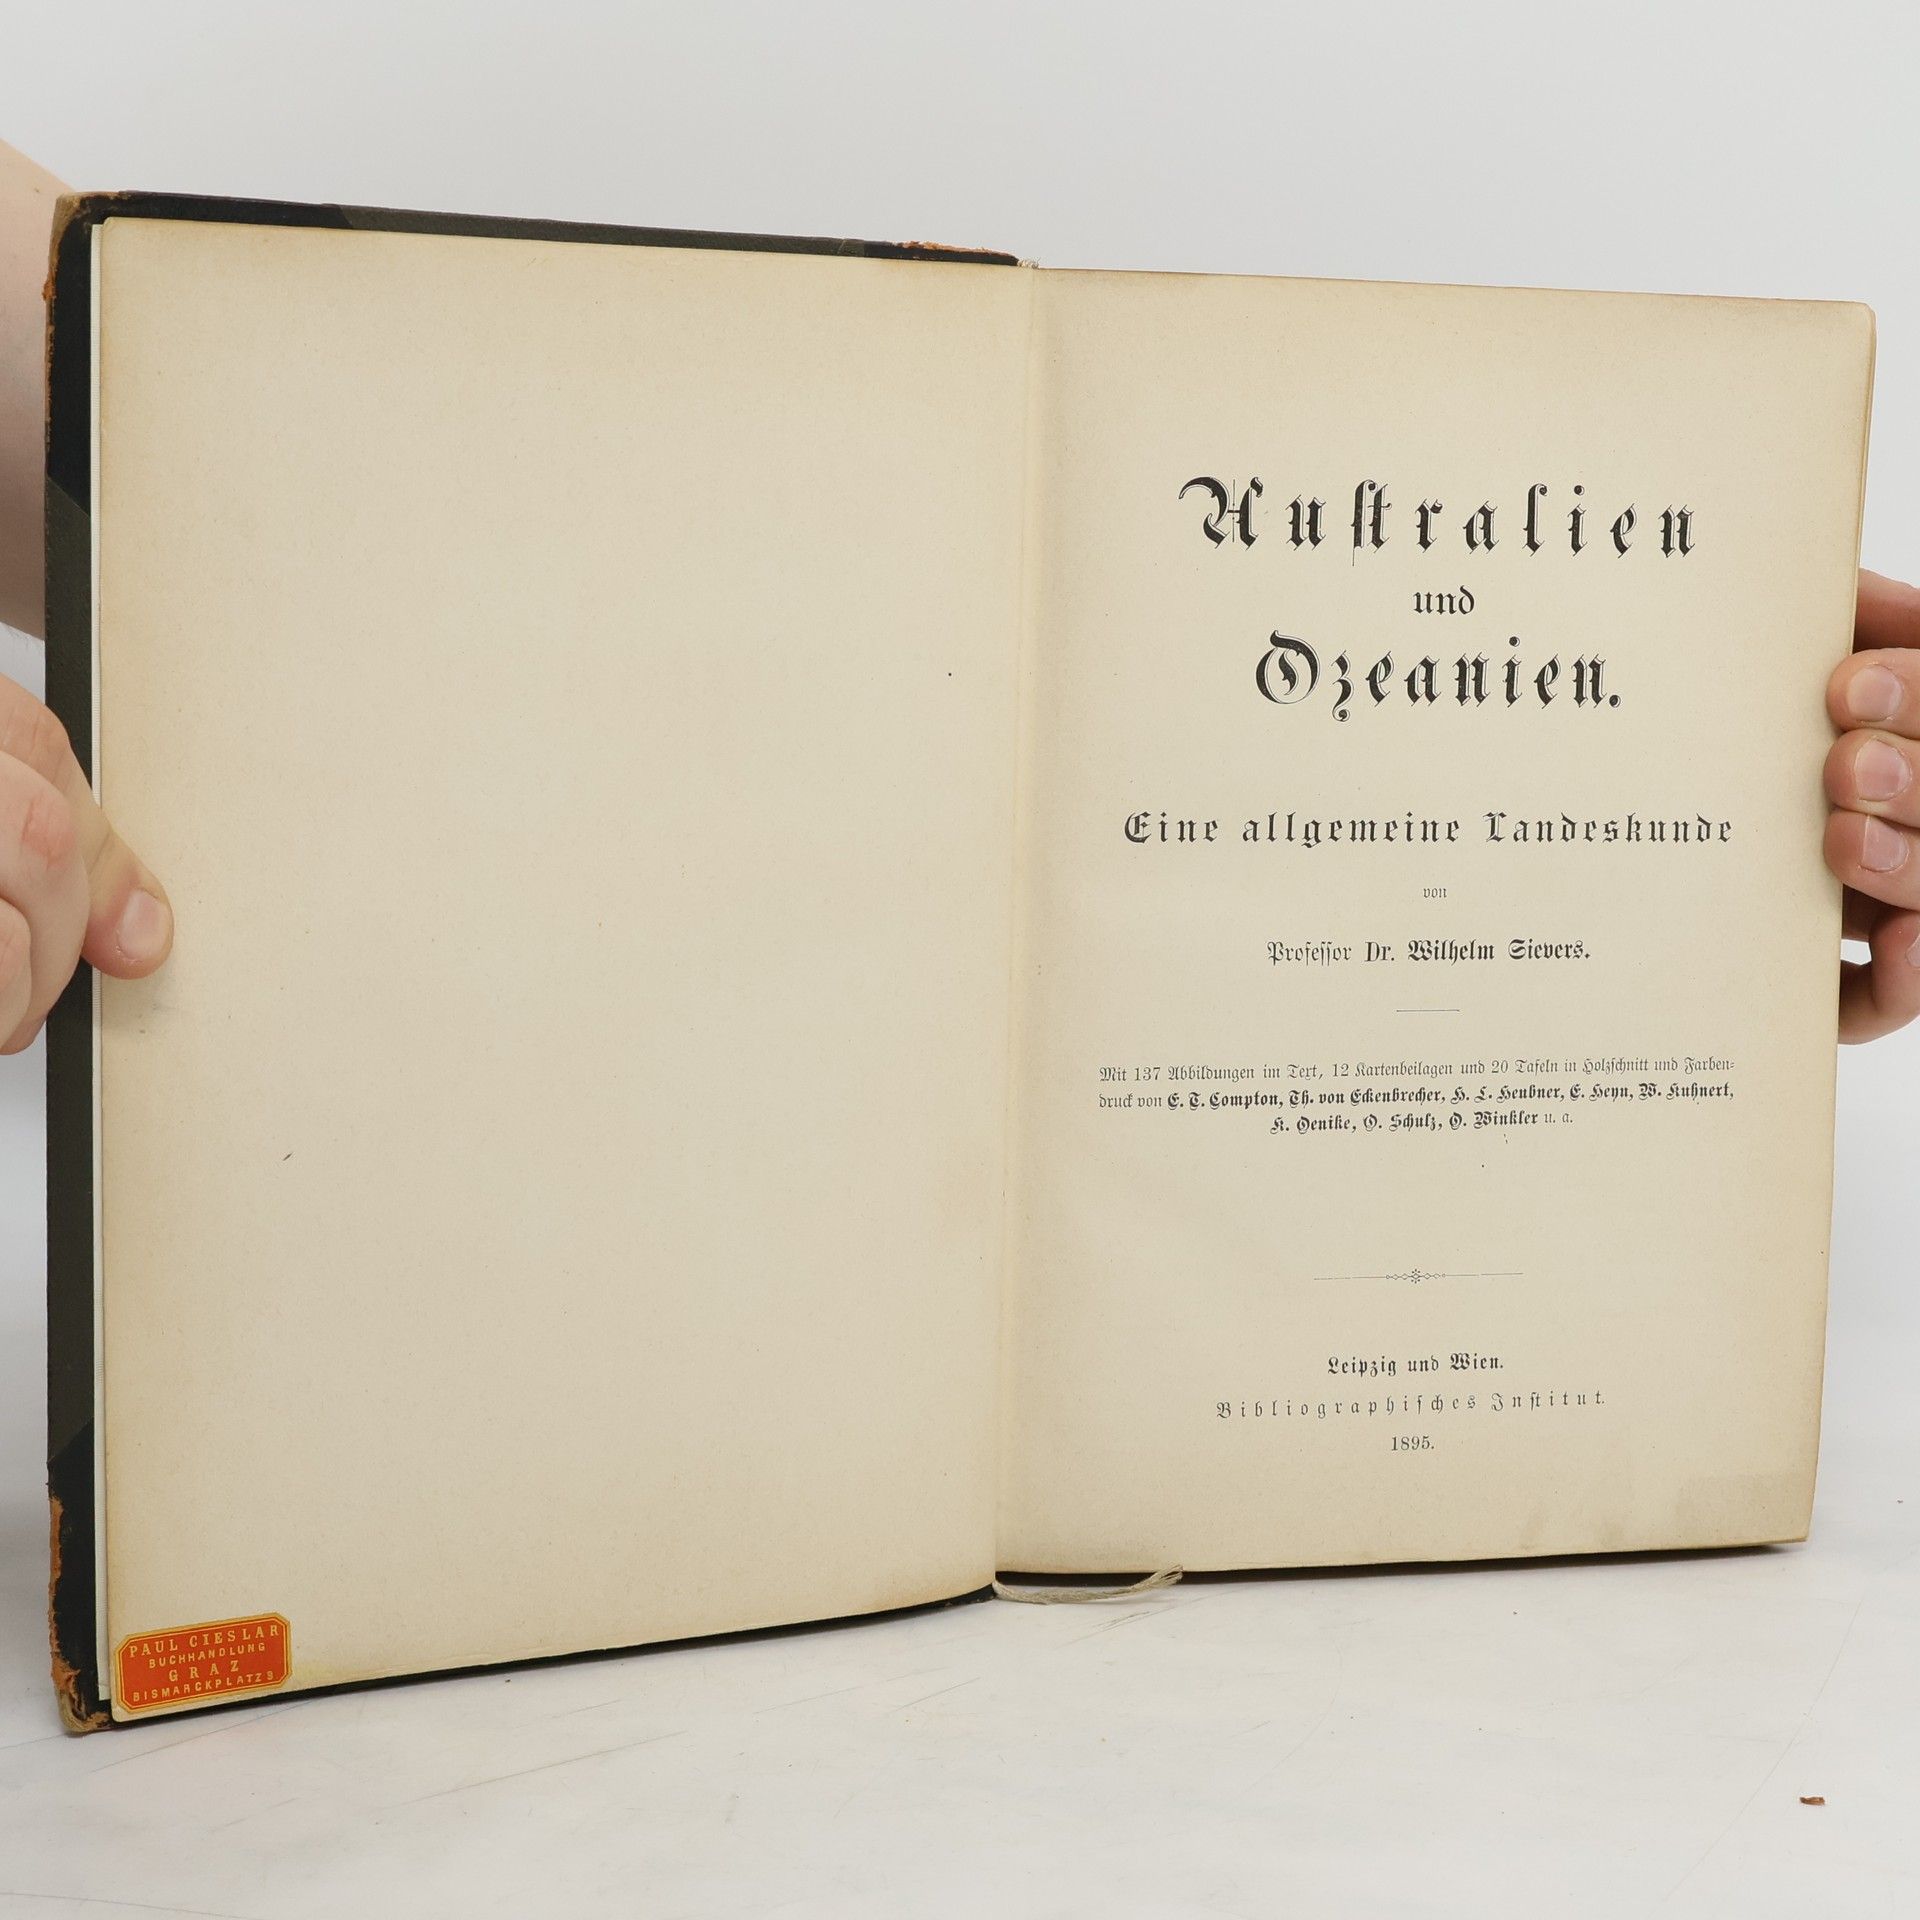 PAUL CIESLAR
BUCHHANDLUNG
GRAZ
BISMARCKPLATZ 3
Auſtralien
und
Ozeanien.
Eine allgemeine Landeskunde
von
Profeſſor Dr. Wilhelm Sievers.
Mit 137 Abbildungen im Text, 12 Kartenbeilagen und 20 Tafeln in Holzſchnitt und Farben-
druck von E. T. Compton, Th. von Eckenbrecher, H. L. Heubner, E. Heyn, W. Kuhnert,
K. Oenike, O. Schulz, O. Winkler u. a.
Leipzig und Wien.
Bibliographiſches Inſtitut.
1895.